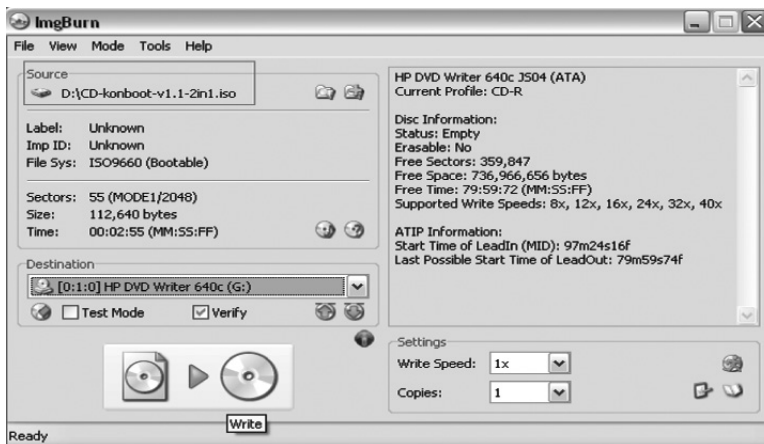 ImgBurn
File View Mode Tools Help
Source
D:\CD-konboot-v1.1-2in1.iso
Label: Unknown
Imp ID: Unknown
File Sys: ISO9660 (Bootable)
Sectors: 55 (MODE1/2048)
Size: 112,640 bytes
Time: 00:02:55 (MM:SS:FF)
Destination
[0:1:0] HP DVD Writer 640c (G:)
Test Mode Verify
Write
HP DVD Writer 640c JS04 (ATA)
Current Profile: CD-R
Disc Information:
Status: Empty
Erasable: No
Free Sectors: 359,847
Free Space: 736,966,656 bytes
Free Time: 79:59:72 (MM:SS:FF)
Supported Write Speeds: 8x, 12x, 16x, 24x, 32x, 40x
ATIP Information:
Start Time of LeadIn (MID): 97m24s16f
Last Possible Start Time of LeadOut: 79m59s74f
Settings
Write Speed: 1x
Copies: 1
Ready